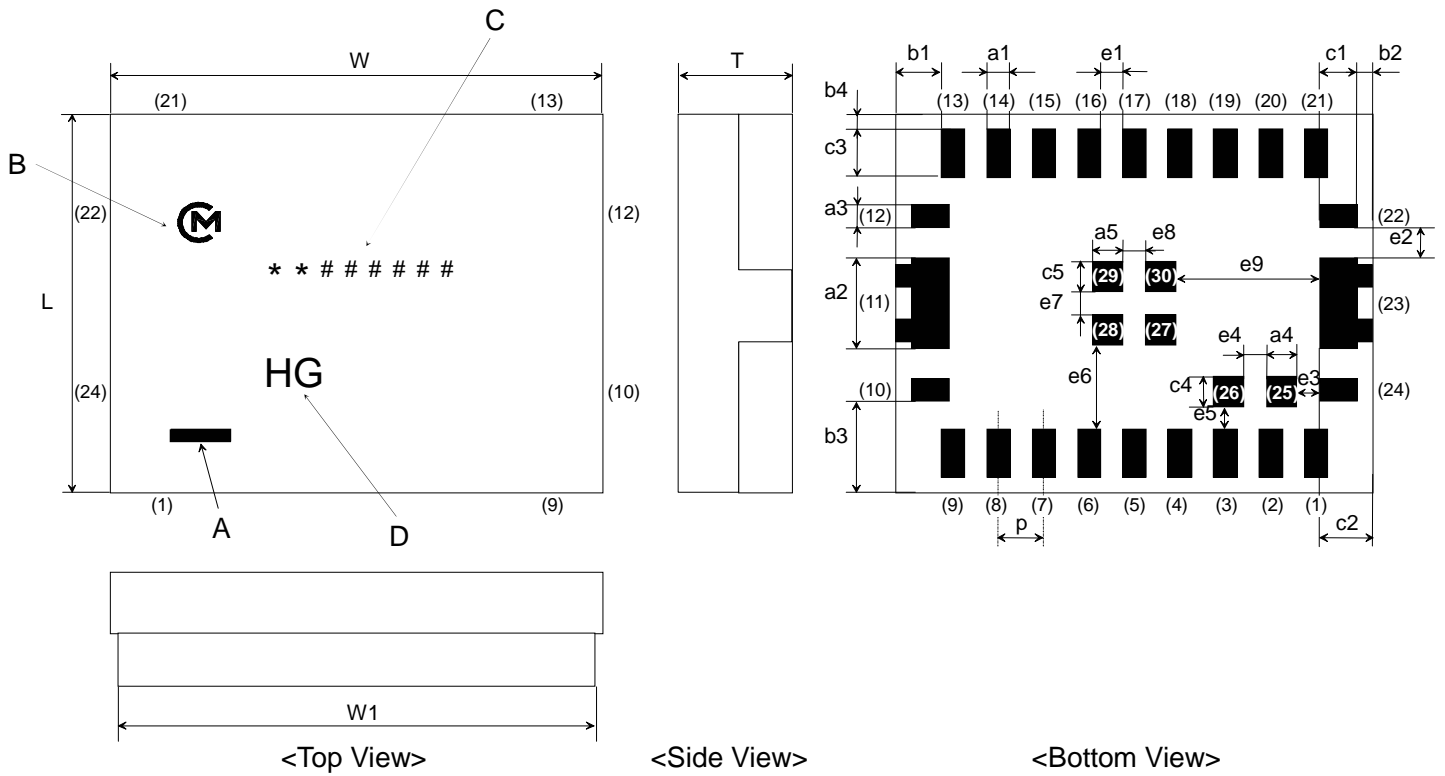 C
W
T
b1
a1
e1
c1
b2
(21)
(13)
b4
(13)
(14)
(15)
(16)
(17)
(18)
(19)
(20)
(21)
c3
B
(22)
(12)
a3
(12)
(22)
CM
a5
e8
e2
**######
c5
(29)
(30)
e9
L
a2
(11)
e7
(23)
(28)
(27)
e4
a4
HG
e6
e3
(24)
(10)
(10)
c4
(26)
(25)
(24)
e5
b3
(1)
(9)
(9)
(8)
(7)
(6)
(5)
(4)
(3)
(2)
(1)
A
D
p
c2
W1
<Top View>
<Side View>
<Bottom View>